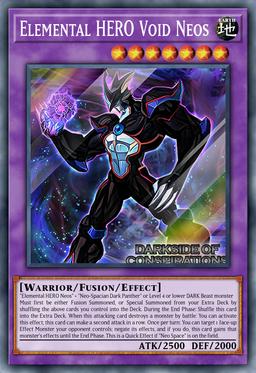 Elemental HERO Void Neos
EARTH
地
DARKSIDE OF
CONSPIRATION
[WARRIOR/FUSION/EFFECT]
"Elemental HERO Neos" + "Neo-Spacian Dark Panther" or Level 4 or lower DARK Beast monster
Must first be either Fusion Summoned, or Special Summoned from your Extra Deck by
shuffling the above cards you control into the Deck. During the End Phase: Shuffle this
card into the Extra Deck. When this attacking card destroys a monster by battle: You can activate
this effect; this card can make a second attack in a row. Once per turn: You can target 1 face-up
Effect Monster your opponent controls; negate its effects, and if you do, this card gains that
monster's effects until the End Phase. This is a Quick Effect if "Neo Space" is on the field.
ATK/2500 DEF/2000